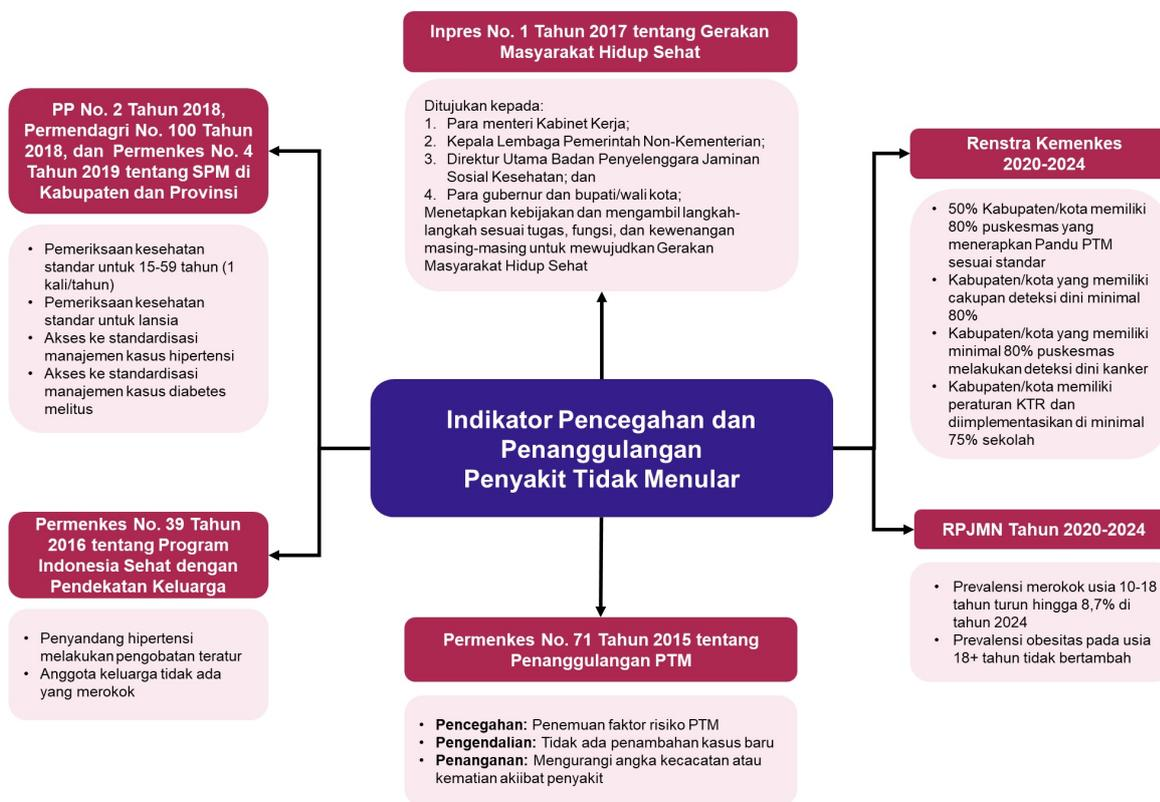 Inpres No. 1 Tahun 2017 tentang Gerakan
Masyarakat Hidup Sehat
Ditujukan kepada:
1. Para menteri Kabinet Kerja;
2. Kepala Lembaga Pemerintah Non-Kementerian;
3. Direktur Utama Badan Penyelenggara Jaminan
Sosial Kesehatan; dan
4. Para gubernur dan bupati/wali kota;
Menetapkan kebijakan dan mengambil langkah-
langkah sesuai tugas, fungsi, dan kewenangan
masing-masing untuk mewujudkan Gerakan
Masyarakat Hidup Sehat
PP No. 2 Tahun 2018,
Permendagri No. 100 Tahun
2018, dan Permenkes No. 4
Tahun 2019 tentang SPM di
Kabupaten dan Provinsi
• Pemeriksaan kesehatan
standar untuk 15-59 tahun (1
kali/tahun)
• Pemeriksaan kesehatan
standar untuk lansia
• Akses ke standardisasi
manajemen kasus hipertensi
• Akses ke standardisasi
manajemen kasus diabetes
melitus
Renstra Kemenkes
2020-2024
• 50% Kabupaten/kota memiliki
80% puskesmas yang
menerapkan Pandu PTM
sesuai standar
• Kabupaten/kota yang memiliki
cakupan deteksi dini minimal
80%
• Kabupaten/kota yang memiliki
minimal 80% puskesmas
melakukan deteksi dini kanker
• Kabupaten/kota memiliki
peraturan KTR dan
diimplementasikan di minimal
75% sekolah
Indikator Pencegahan dan
Penanggulangan
Penyakit Tidak Menular
Permenkes No. 39 Tahun
2016 tentang Program
Indonesia Sehat dengan
Pendekatan Keluarga
• Penyandang hipertensi
melakukan pengobatan teratur
• Anggota keluarga tidak ada
yang merokok
RPJMN Tahun 2020-2024
• Prevalensi merokok usia 10-18
tahun turun hingga 8,7% di
tahun 2024
• Prevalensi obesitas pada usia
18+ tahun tidak bertambah
Permenkes No. 71 Tahun 2015 tentang
Penanggulangan PTM
• Pencegahan: Penemuan faktor risiko PTM
• Pengendalian: Tidak ada penambahan kasus baru
• Penanganan: Mengurangi angka kecacatan atau
kematian akiibat penyakit